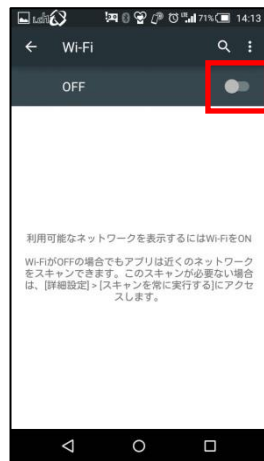 71% 14:13
Wi-Fi
OFF
利用可能なネットワークを表示するにはWi-FiをON
Wi-FiがOFFの場合でもアプリは近くのネットワーク
をスキャンできます。このスキャンが必要ない場合
は、[詳細設定] > [スキャンを常に実行する]にアクセ
スします。